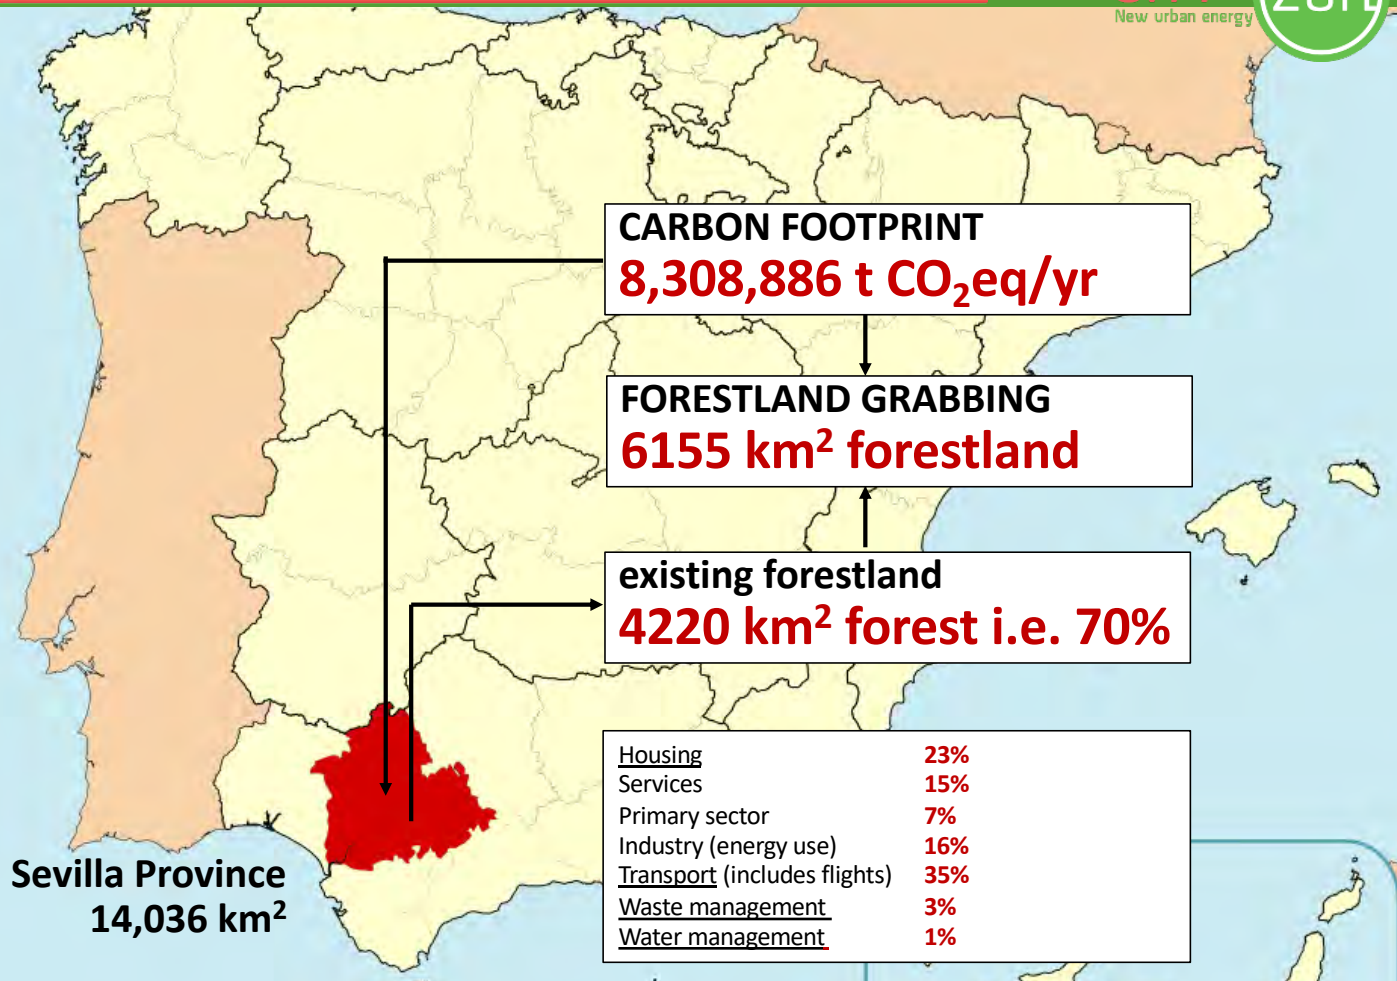 New urban energy
CARBON FOOTPRINT
8,308,886 t CO₂eq/yr
FORESTLAND GRABBING
6155 km² forestland
existing forestland
4220 km² forest i.e. 70%
Housing 23%
Services 15%
Primary sector 7%
Industry (energy use) 16%
Transport (includes flights) 35%
Waste management 3%
Water management 1%
Sevilla Province
14,036 km²